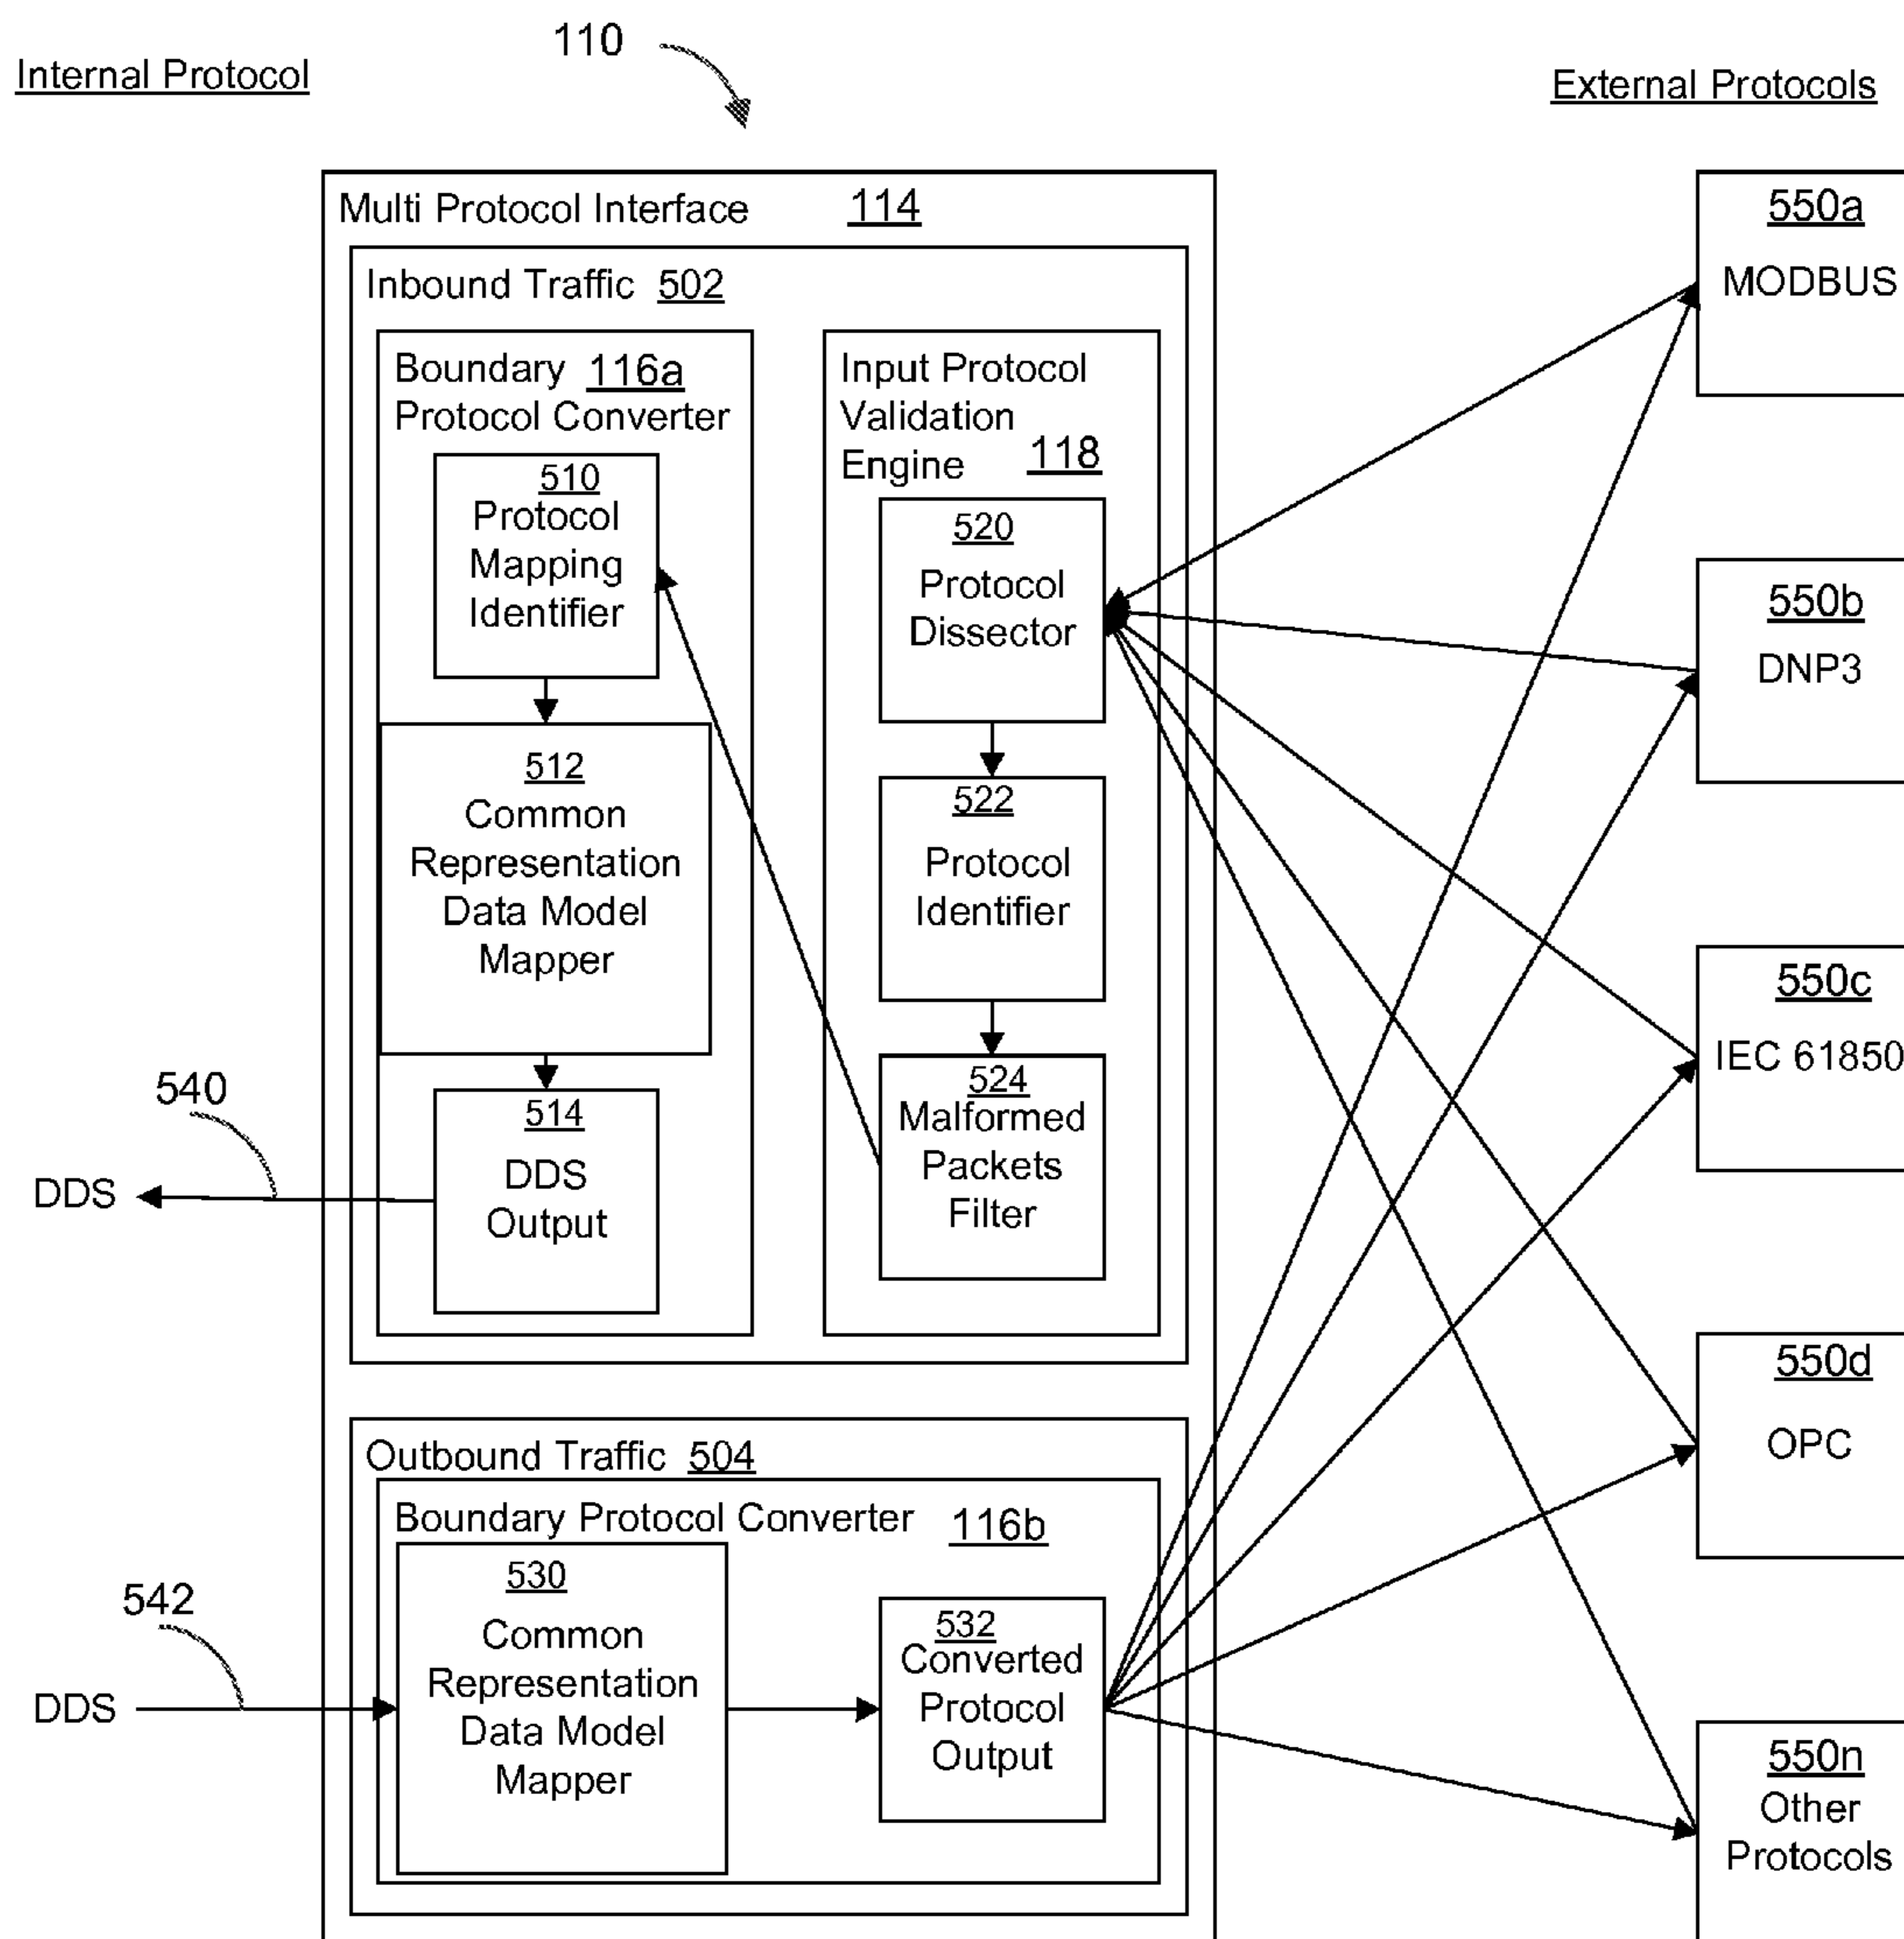 110
Internal Protocol
External Protocols
Multi Protocol Interface 114
Inbound Traffic 502
Boundary 116a
Protocol Converter
510
Protocol
Mapping
Identifier
512
Common
Representation
Data Model
Mapper
514
DDS
Output
Input Protocol
Validation
Engine 118
520
Protocol
Dissector
522
Protocol
Identifier
524
Malformed
Packets
Filter
540
DDS
Outbound Traffic 504
Boundary Protocol Converter 116b
530
Common
Representation
Data Model
Mapper
532
Converted
Protocol
Output
542
DDS
550a
MODBUS
550b
DNP3
550c
IEC 61850
550d
OPC
550n
Other
Protocols